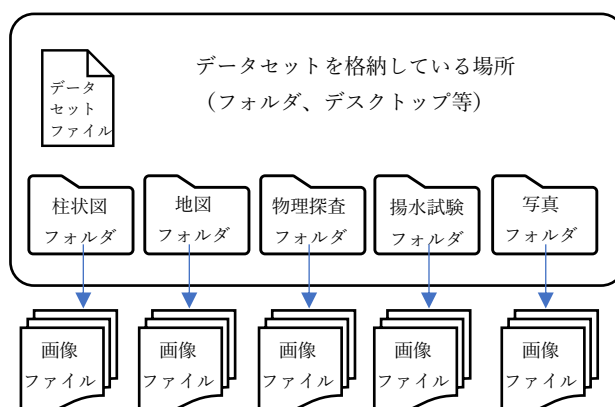 データセットを格納している場所
（フォルダ、デスクトップ等）
データ
セット
ファイル
柱状図
フォルダ
地図
フォルダ
物理探査
フォルダ
揚水試験
フォルダ
写真
フォルダ
画像
ファイル
画像
ファイル
画像
ファイル
画像
ファイル
画像
ファイル